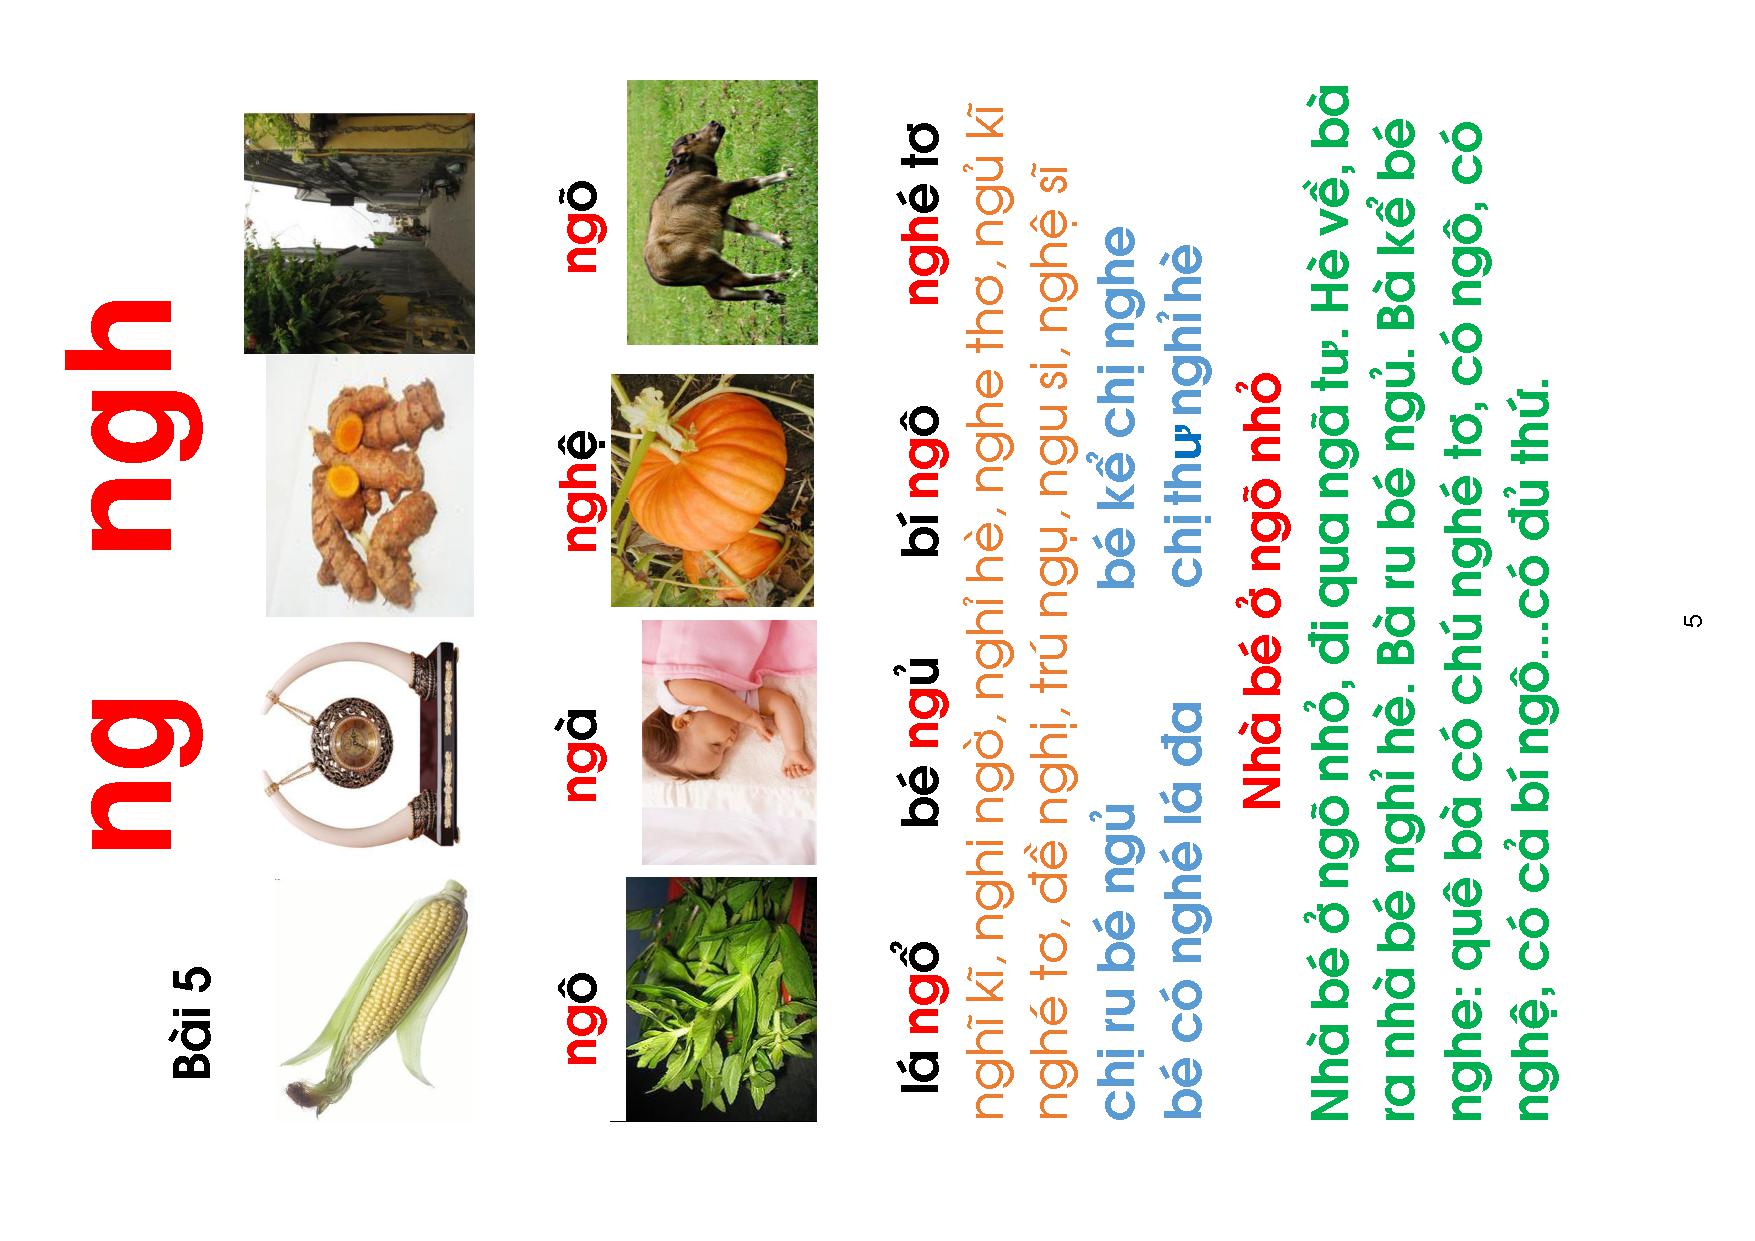 ng ngh
Bài 5
ngô ngà nghệ ngõ
lá ngổ bé ngủ bí ngô nghé tơ
nghĩ kĩ, nghi ngờ, nghỉ hè, nghe thơ, ngủ kĩ
nghé tơ, đề nghị, trú ngụ, ngu si, nghệ sĩ
chị ru bé ngủ bé kể chị nghe
bé có nghé lá đa chị thư nghỉ hè
Nhà bé ở ngõ nhỏ
Nhà bé ở ngõ nhỏ, đi qua ngã tư. Hè về, bà
ra nhà bé nghỉ hè. Bà ru bé ngủ. Bà kể bé
nghe: quê bà có chú nghé tơ, có ngô, có
nghệ, có cả bí ngô...có đủ thứ.
5